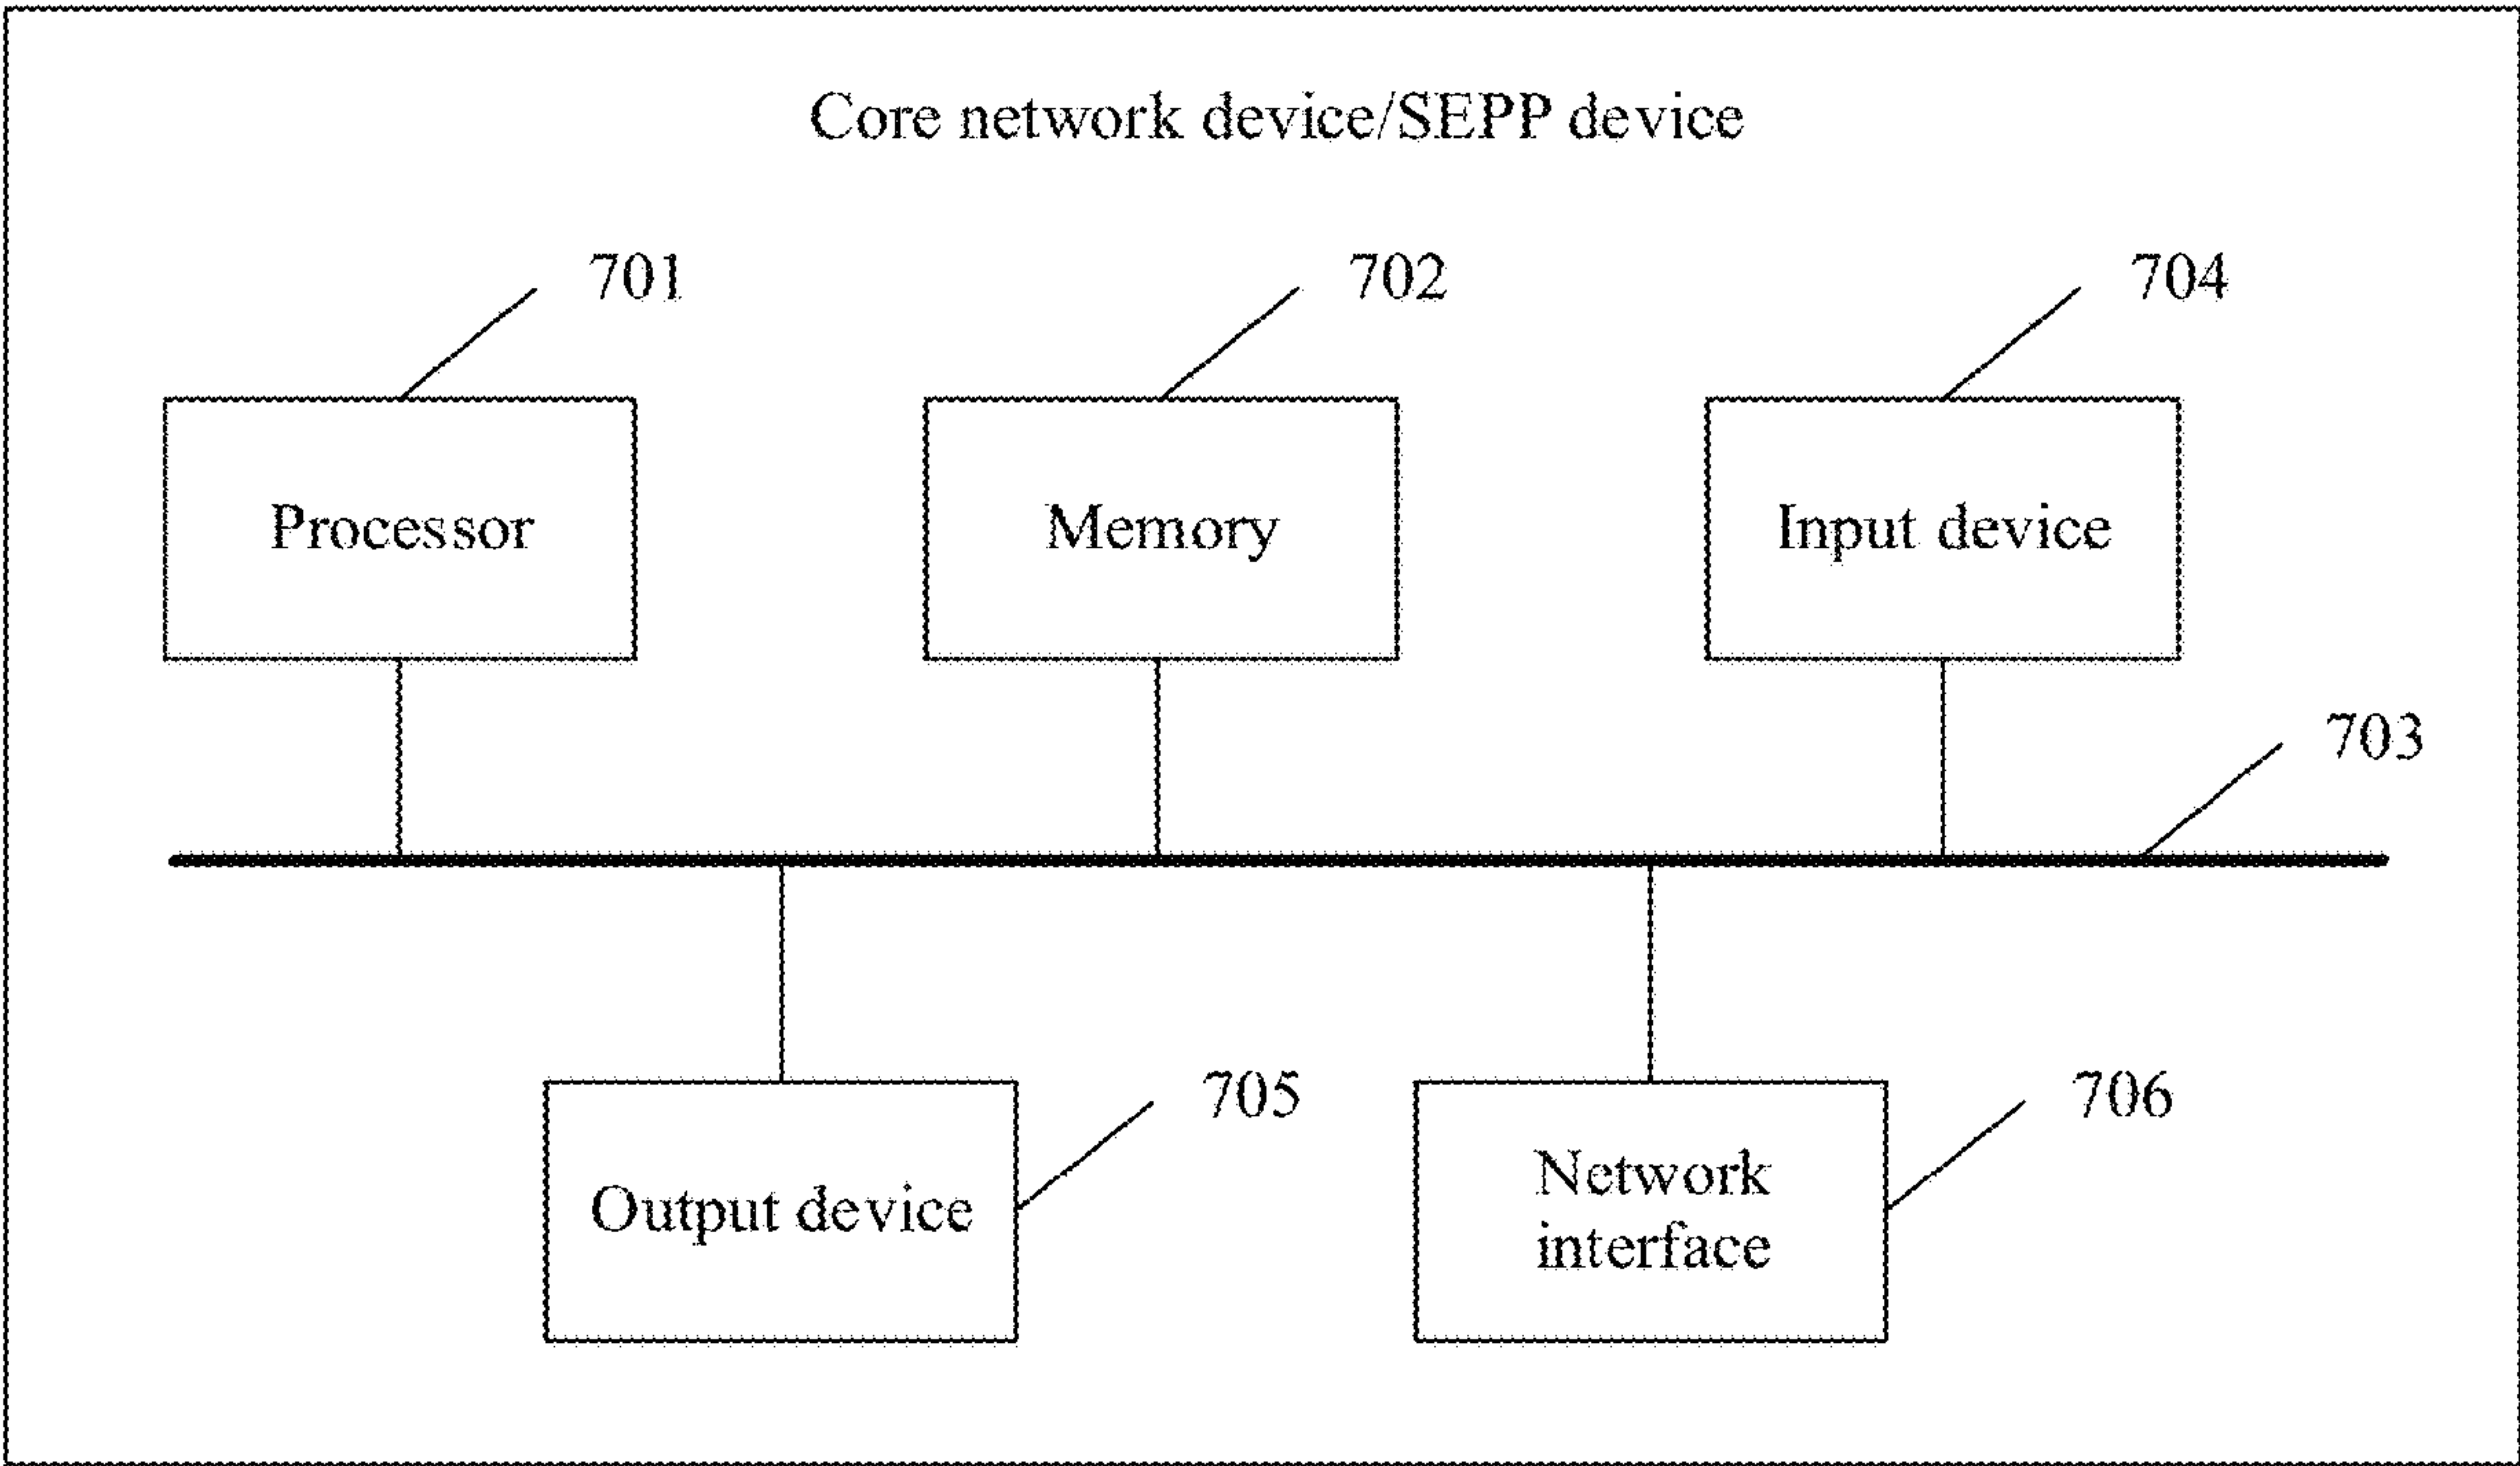 Core network device/SEPP device
701
702
704
Processor
Memory
Input device
703
705
706
Output device
Network
interface